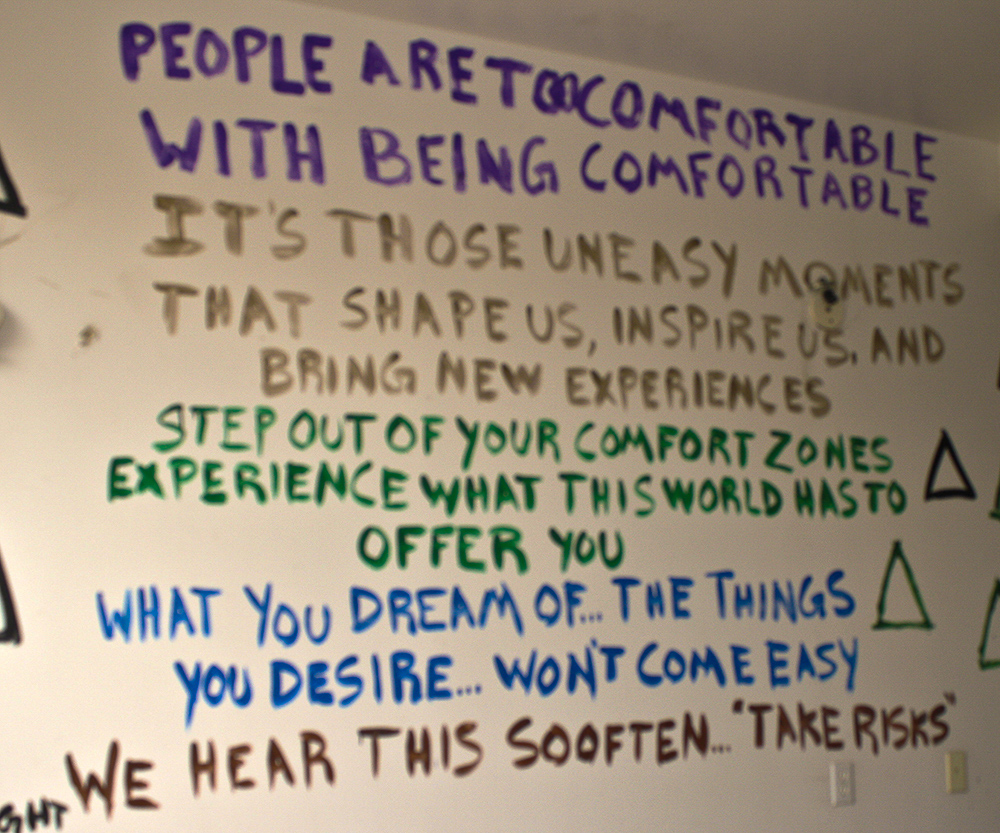 PEOPLE ARE TOO COMFORTABLE
WITH BEING COMFORTABLE
IT'S THOSE UNEASY MOMENTS
THAT SHAPE US, INSPIRE US, AND
BRING NEW EXPERIENCES
STEP OUT OF YOUR COMFORT ZONES
EXPERIENCE WHAT THIS WORLD HAS TO
OFFER YOU
WHAT YOU DREAM OF... THE THINGS
YOU DESIRE... WON'T COME EASY
WE HEAR THIS SO OFTEN... "TAKE RISKS"
GHT